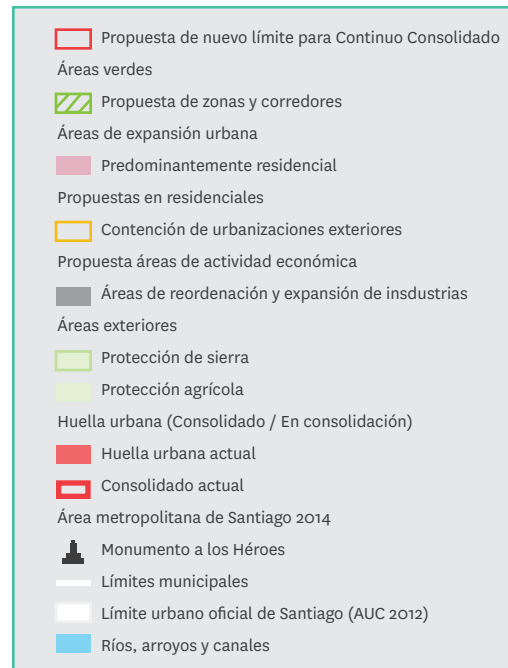 Propuesta de nuevo límite para Continuo Consolidado
Áreas verdes
Propuesta de zonas y corredores
Áreas de expansión urbana
Predominantemente residencial
Propuestas en residenciales
Contención de urbanizaciones exteriores
Propuesta áreas de actividad económica
Áreas de reordenación y expansión de insdustrias
Áreas exteriores
Protección de sierra
Protección agrícola
Huella urbana (Consolidado / En consolidación)
Huella urbana actual
Consolidado actual
Área metropolitana de Santiago 2014
Monumento a los Héroes
Límites municipales
Límite urbano oficial de Santiago (AUC 2012)
Ríos, arroyos y canales